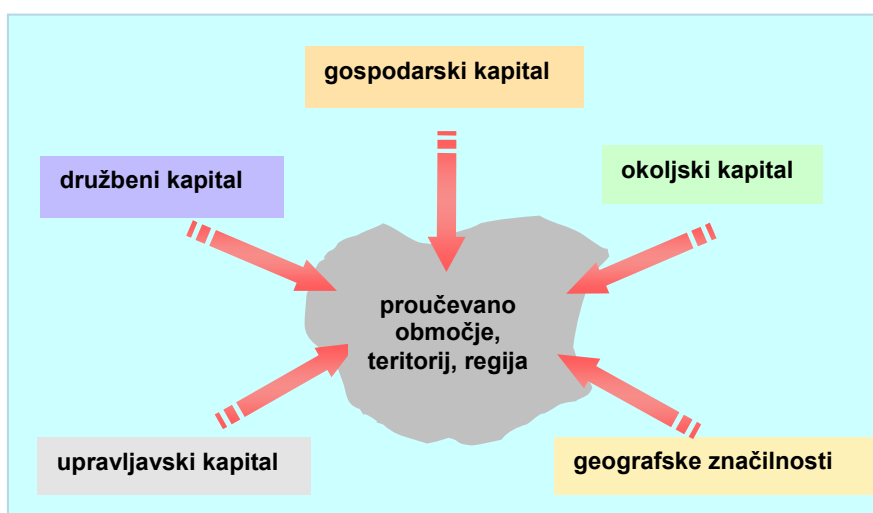 gospodarski kapital
družbeni kapital
okoljski kapital
proučevano
območje,
teritorij, regija
upravljavski kapital
geografske značilnosti